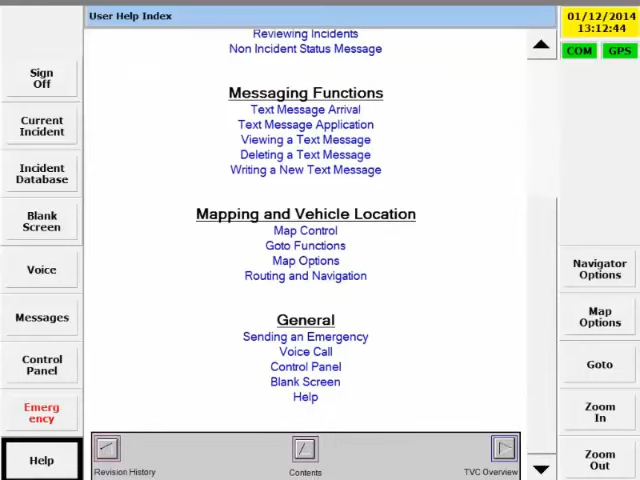 User Help Index
01/12/2014
13:12:44
COM
GPS
Sign
Off
Current
Incident
Incident
Database
Blank
Screen
Voice
Messages
Control
Panel
Emerg
ency
Help
Reviewing Incidents
Non Incident Status Message
Messaging Functions
Text Message Arrival
Text Message Application
Viewing a Text Message
Deleting a Text Message
Writing a New Text Message
Mapping and Vehicle Location
Map Control
Goto Functions
Map Options
Routing and Navigation
General
Sending an Emergency
Voice Call
Control Panel
Blank Screen
Help
Revision History
Contents
TVC Overview
Navigator
Options
Map
Options
Goto
Zoom
In
Zoom
Out